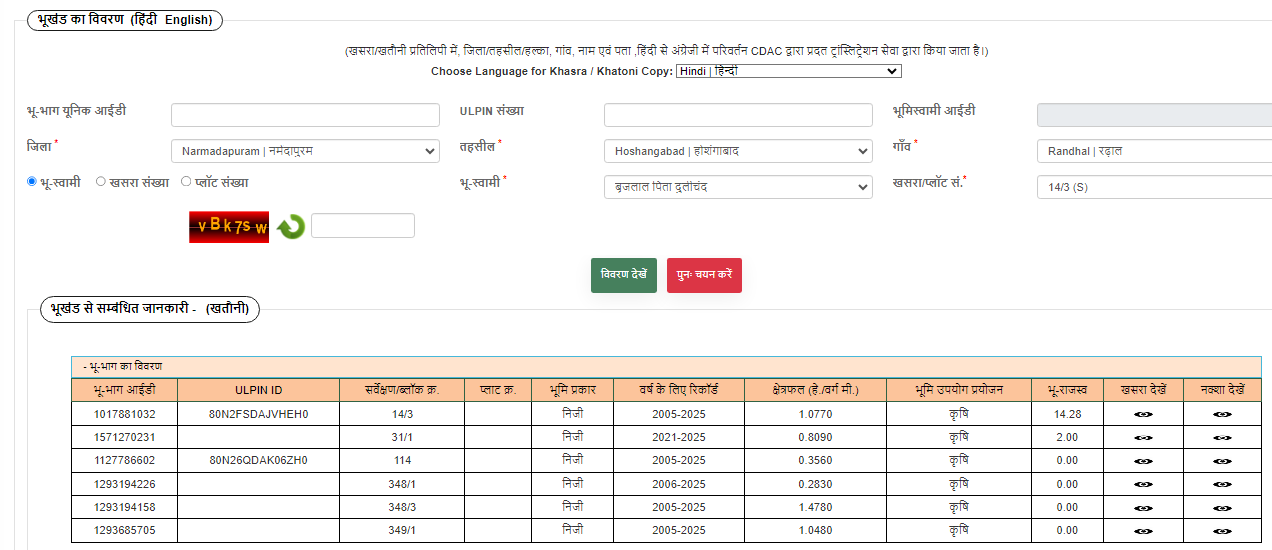 भूखंड का विवरण (हिंदी English)
(खसरा/खतौनी प्रतिलिपी में, जिला/तहसील/हल्का, गांव, नाम एवं पता ,हिंदी से अंग्रेजी में परिवर्तन CDAC द्वारा प्रदत ट्रांस्लिट्रेशन सेवा द्वारा किया जाता है।)
Choose Language for Khasra / Khatoni Copy: Hindi | हिन्दी
भू-भाग यूनिक आईडी ULPIN संख्या भूमिस्वामी आईडी
जिला * Narmadapuram | नर्मदापुरम तहसील * Hoshangabad | होशंगाबाद गाँव * Randhal | रढ़ाल
भू-स्वामी खसरा संख्या प्लॉट संख्या भू-स्वामी * बृजलाल पिता दुलीचंद खसरा/प्लॉट सं.* 14/3 (S)
vBk7sw
विवरण देखें पुनः चयन करें
भूखंड से सम्बंधित जानकारी - (खतौनी)
- भू-भाग का विवरण
भू-भाग आईडी ULPIN ID सर्वेक्षण/ब्लॉक क्र. प्लाट क्र. भूमि प्रकार वर्ष के लिए रिकॉर्ड क्षेत्रफल (हे./वर्ग मी.) भूमि उपयोग प्रयोजन भू-राजस्व खसरा देखें नक्शा देखें
1017881032 80N2FSDAJVHEH0 14/3 निजी 2005-2025 1.0770 कृषि 14.28
1571270231 31/1 निजी 2021-2025 0.8090 कृषि 2.00
1127786602 80N26QDAK06ZH0 114 निजी 2005-2025 0.3560 कृषि 0.00
1293194226 348/1 निजी 2006-2025 0.2830 कृषि 0.00
1293194158 348/3 निजी 2005-2025 1.4780 कृषि 0.00
1293685705 349/1 निजी 2005-2025 1.0480 कृषि 0.00